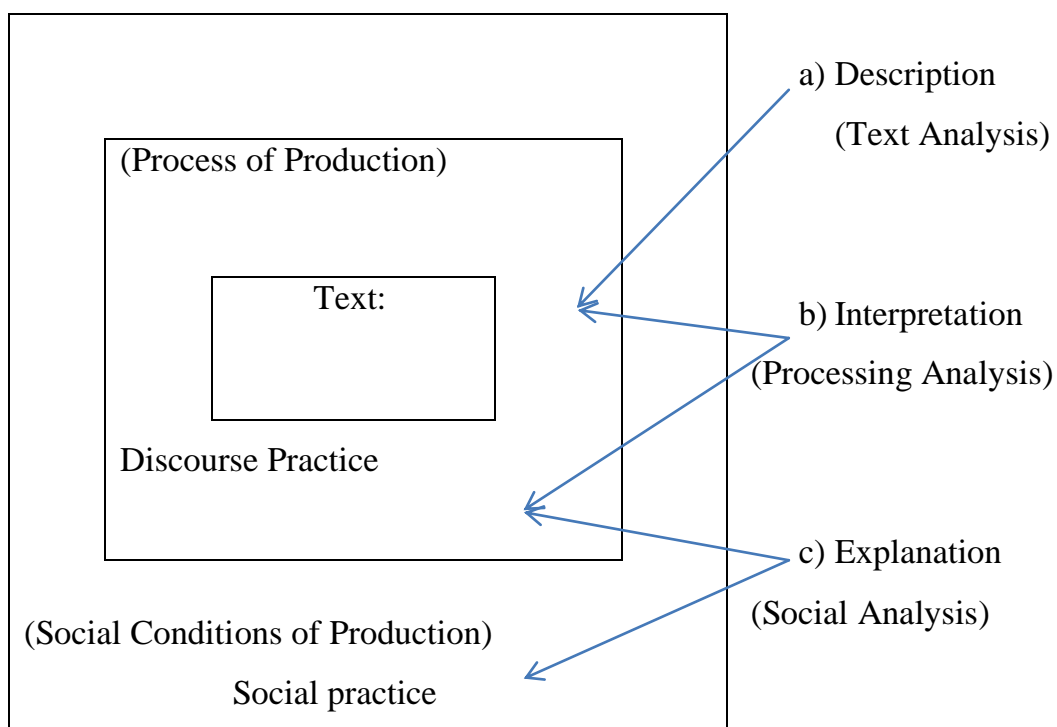 a) Description
(Text Analysis)
(Process of Production)
Text:
b) Interpretation
(Processing Analysis)
Discourse Practice
c) Explanation
(Social Analysis)
(Social Conditions of Production)
Social practice